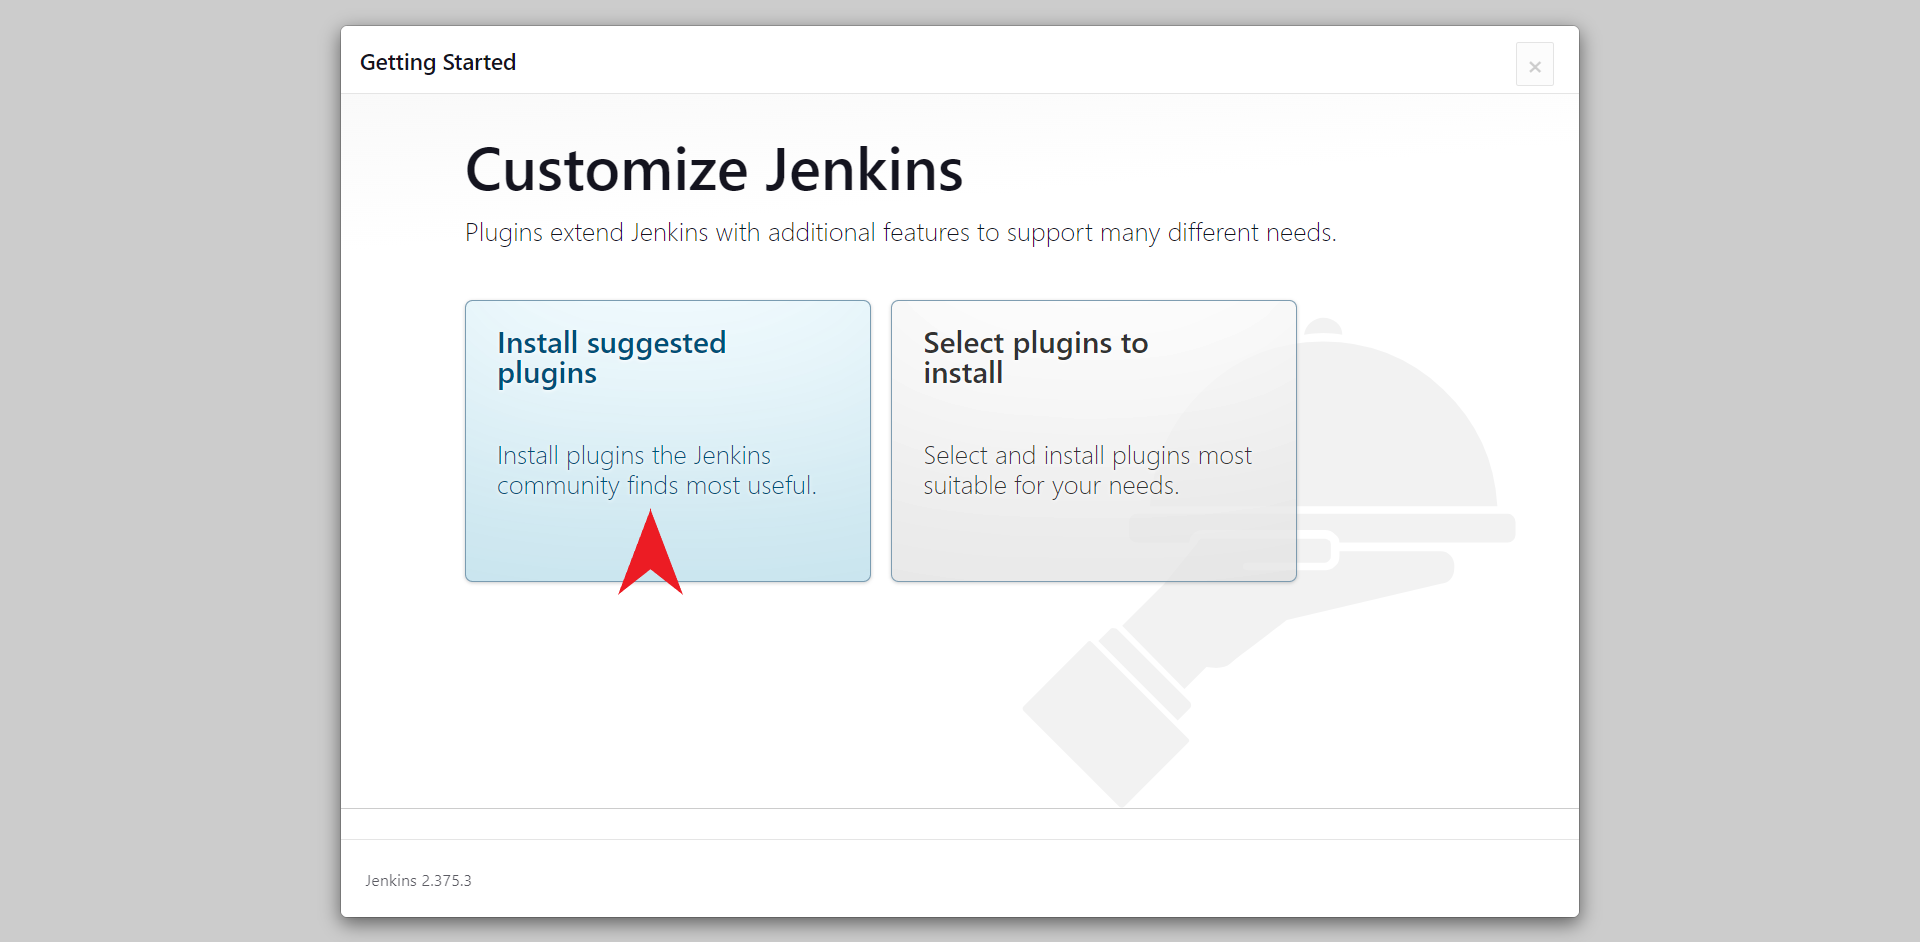 Getting Started
×
Customize Jenkins
Plugins extend Jenkins with additional features to support many different needs.
Install suggested
plugins
Install plugins the Jenkins
community finds most useful.
Select plugins to
install
Select and install plugins most
suitable for your needs.
Jenkins 2.375.3